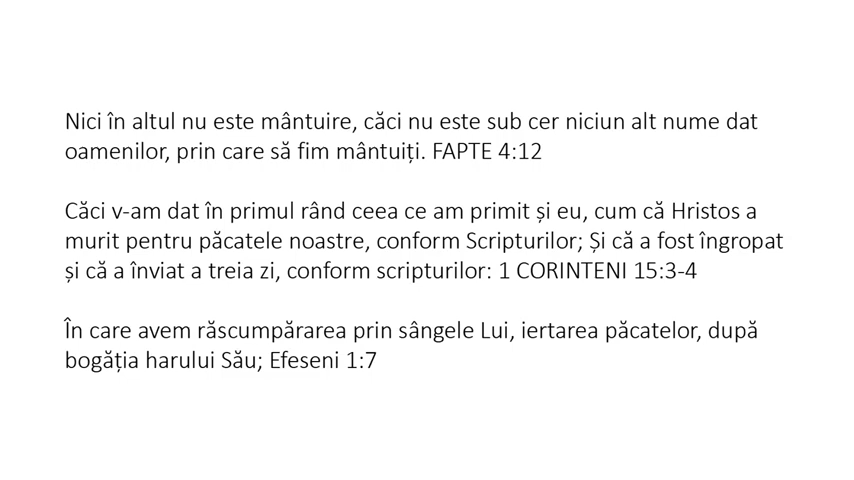 Nici în altul nu este mântuire, căci nu este sub cer niciun alt nume dat
oamenilor, prin care să fim mântuiți. FAPTE 4:12
Căci v-am dat în primul rând ceea ce am primit și eu, cum că Hristos a
murit pentru păcatele noastre, conform Scripturilor; Și că a fost îngropat
și că a înviat a treia zi, conform scripturilor: 1 CORINTENI 15:3-4
În care avem răscumpărarea prin sângele Lui, iertarea păcatelor, după
bogăția harului Său; Efeseni 1:7